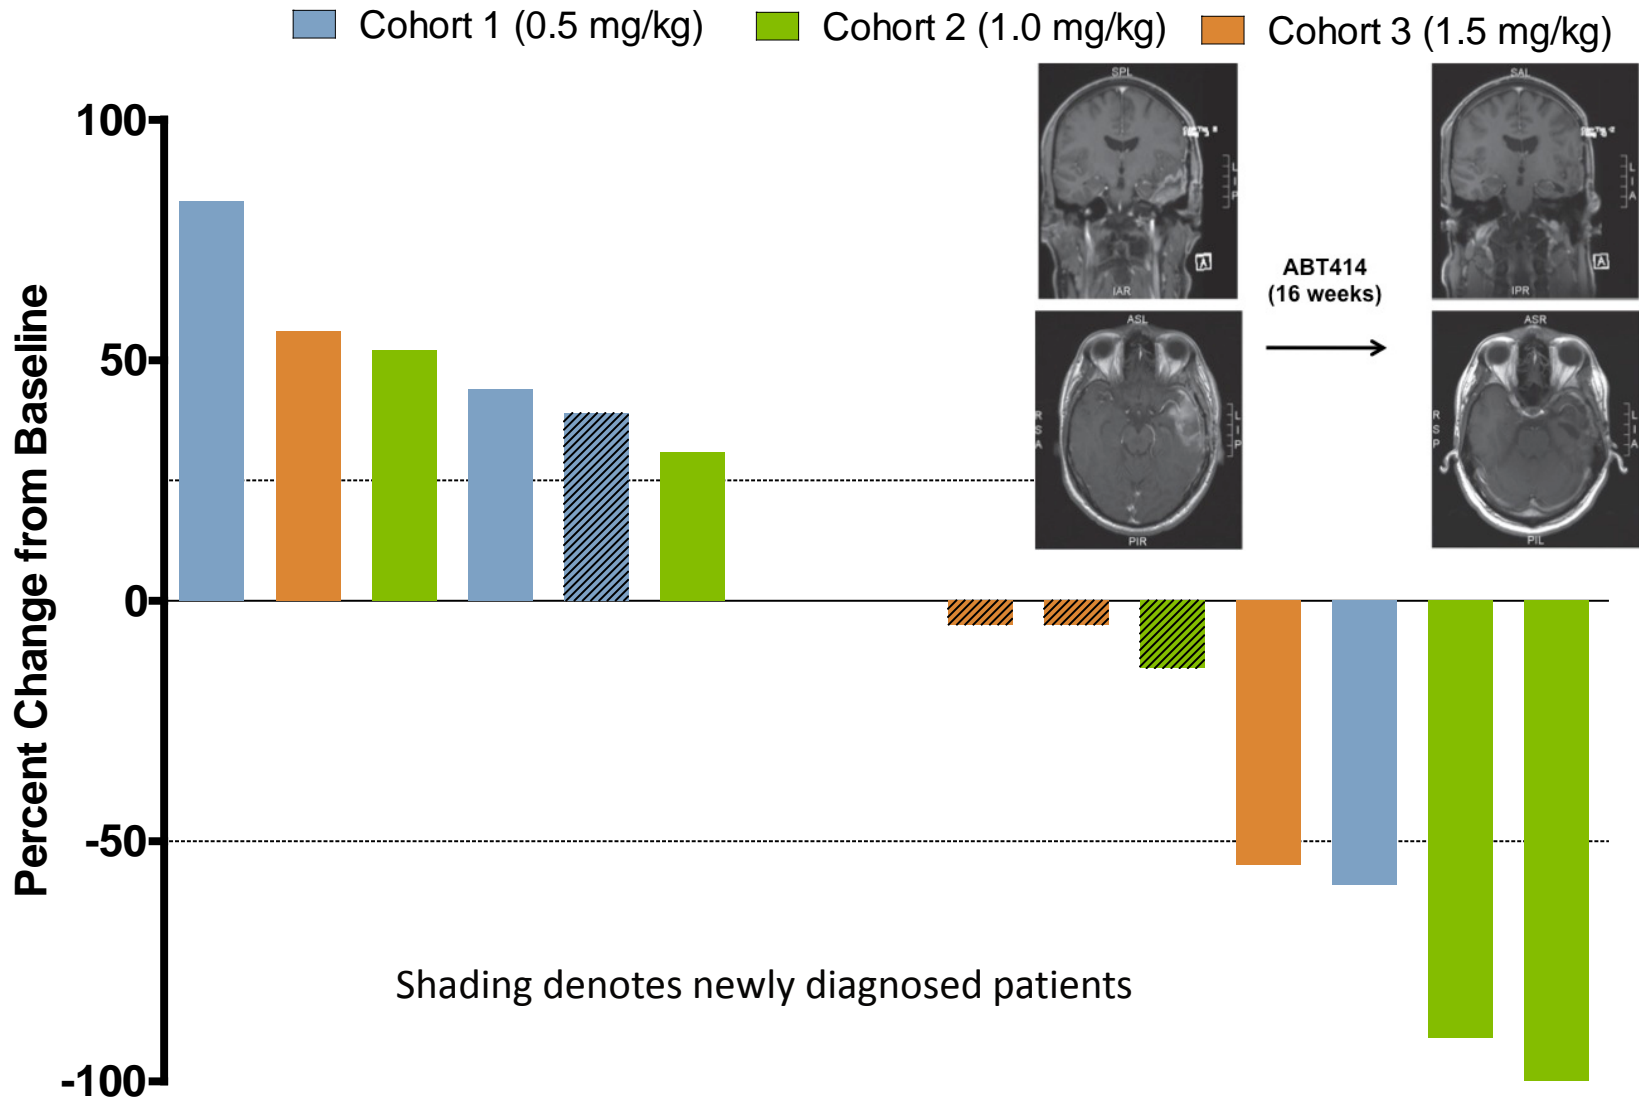 Cohort 1 (0.5 mg/kg) Cohort 2 (1.0 mg/kg) Cohort 3 (1.5 mg/kg)
Percent Change from Baseline
100
50
0
-50
-100
SPL
L
I
P
A
IAR
SAL
L
I
A
A
IPR
ABT414
(16 weeks)
ASL
R
S
A
L
I
P
PIR
ASR
R
S
P
L
I
A
PIL
Shading denotes newly diagnosed patients